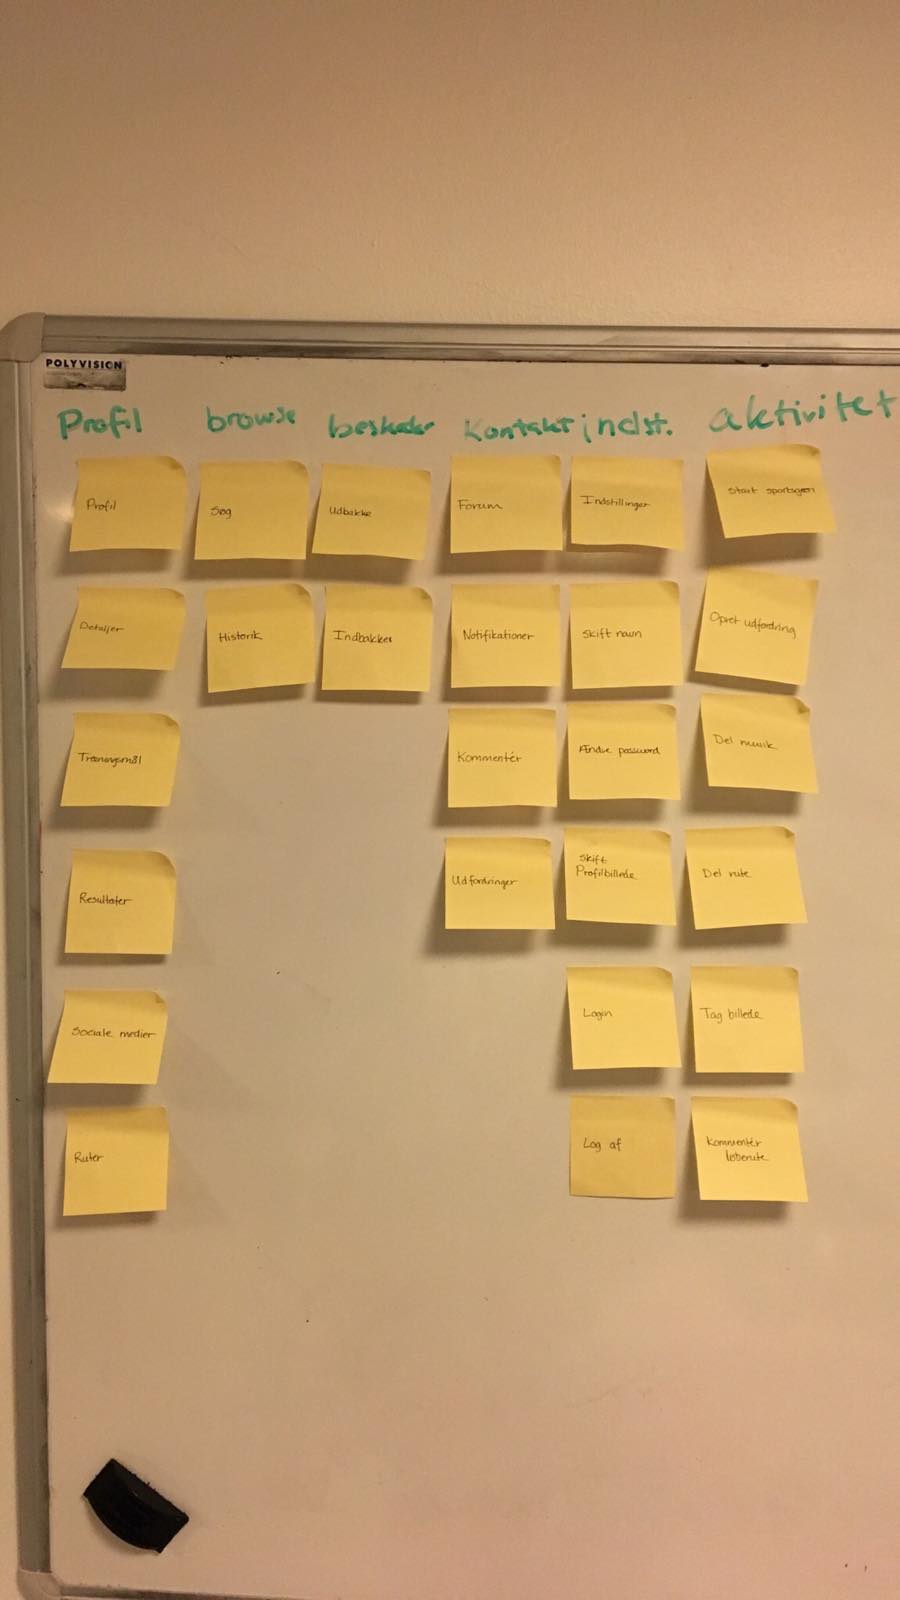 POLYVISION
Profil browse beskeder Kontakt indst. aktivitet
Profil
Detaljer
Træningsmål
Resultater
Sociale medier
Ruter
Søg
Historik
Udbakke
Indbakke
Forum
Notifikationer
Kommentér
Udfordringer
Indstillinger
Skift navn
Ændre password
Skift
Profilbillede
Login
Log af
Start
Opret udfordring
Del musik
Del rute
Tag billede
Kommentér
løberute